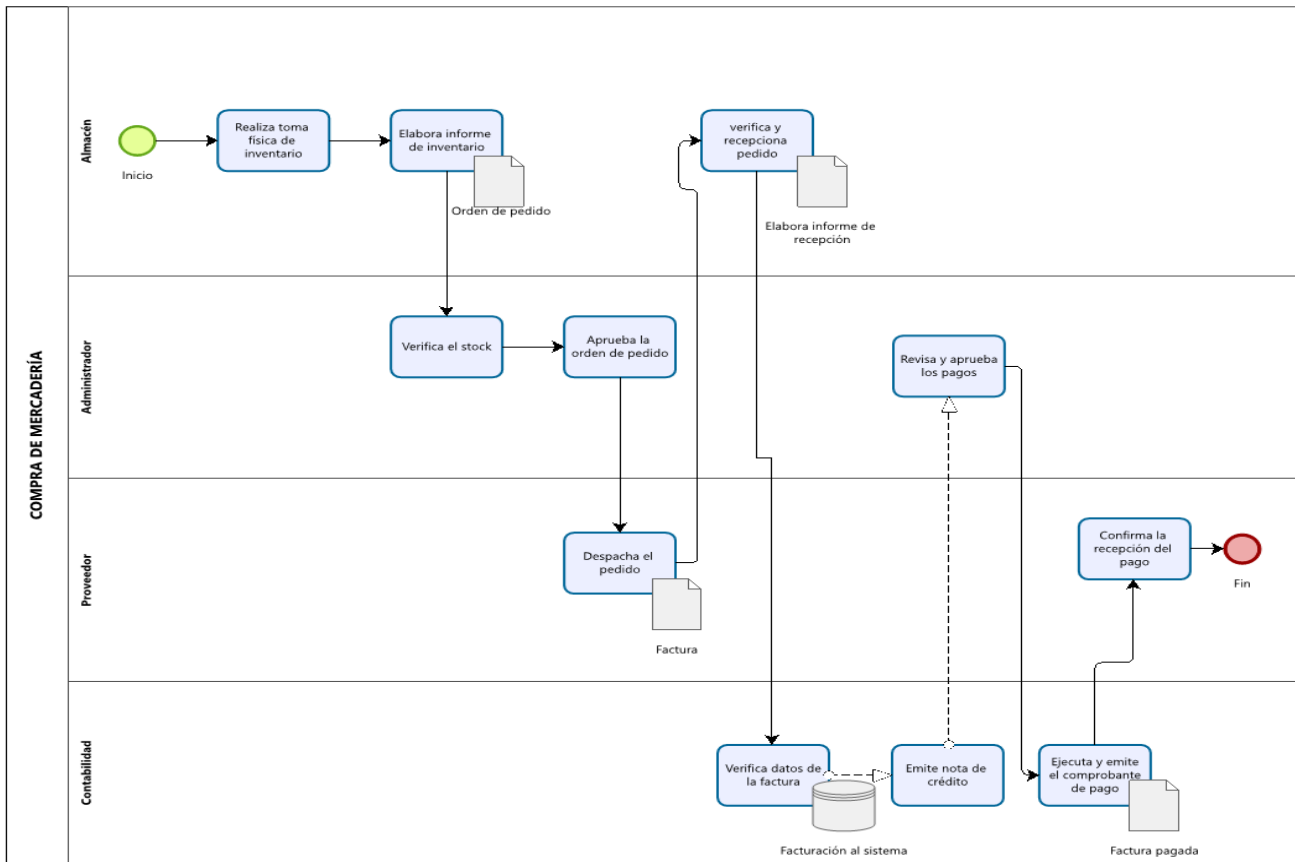 COMPRA DE MERCADERÍA
Almacén
Inicio
Realiza toma
física de
inventario
Elabora informe
de inventario
Orden de pedido
verifica y
recepciona
pedido
Elabora informe de
recepción
Administrador
Verifica el stock
Aprueba la
orden de pedido
Revisa y aprueba
los pagos
Proveedor
Despacha el
pedido
Factura
Confirma la
recepción del
pago
Fin
Contabilidad
Verifica datos de
la factura
Facturación al sistema
Emite nota de
crédito
Ejecuta y emite
el comprobante
de pago
Factura pagada